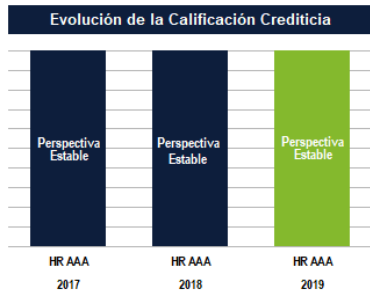 Evolución de la Calificación Crediticia
Perspectiva
Estable
Perspectiva
Estable
Perspectiva
Estable
HR AAA
HR AAA
HR AAA
2017
2018
2019